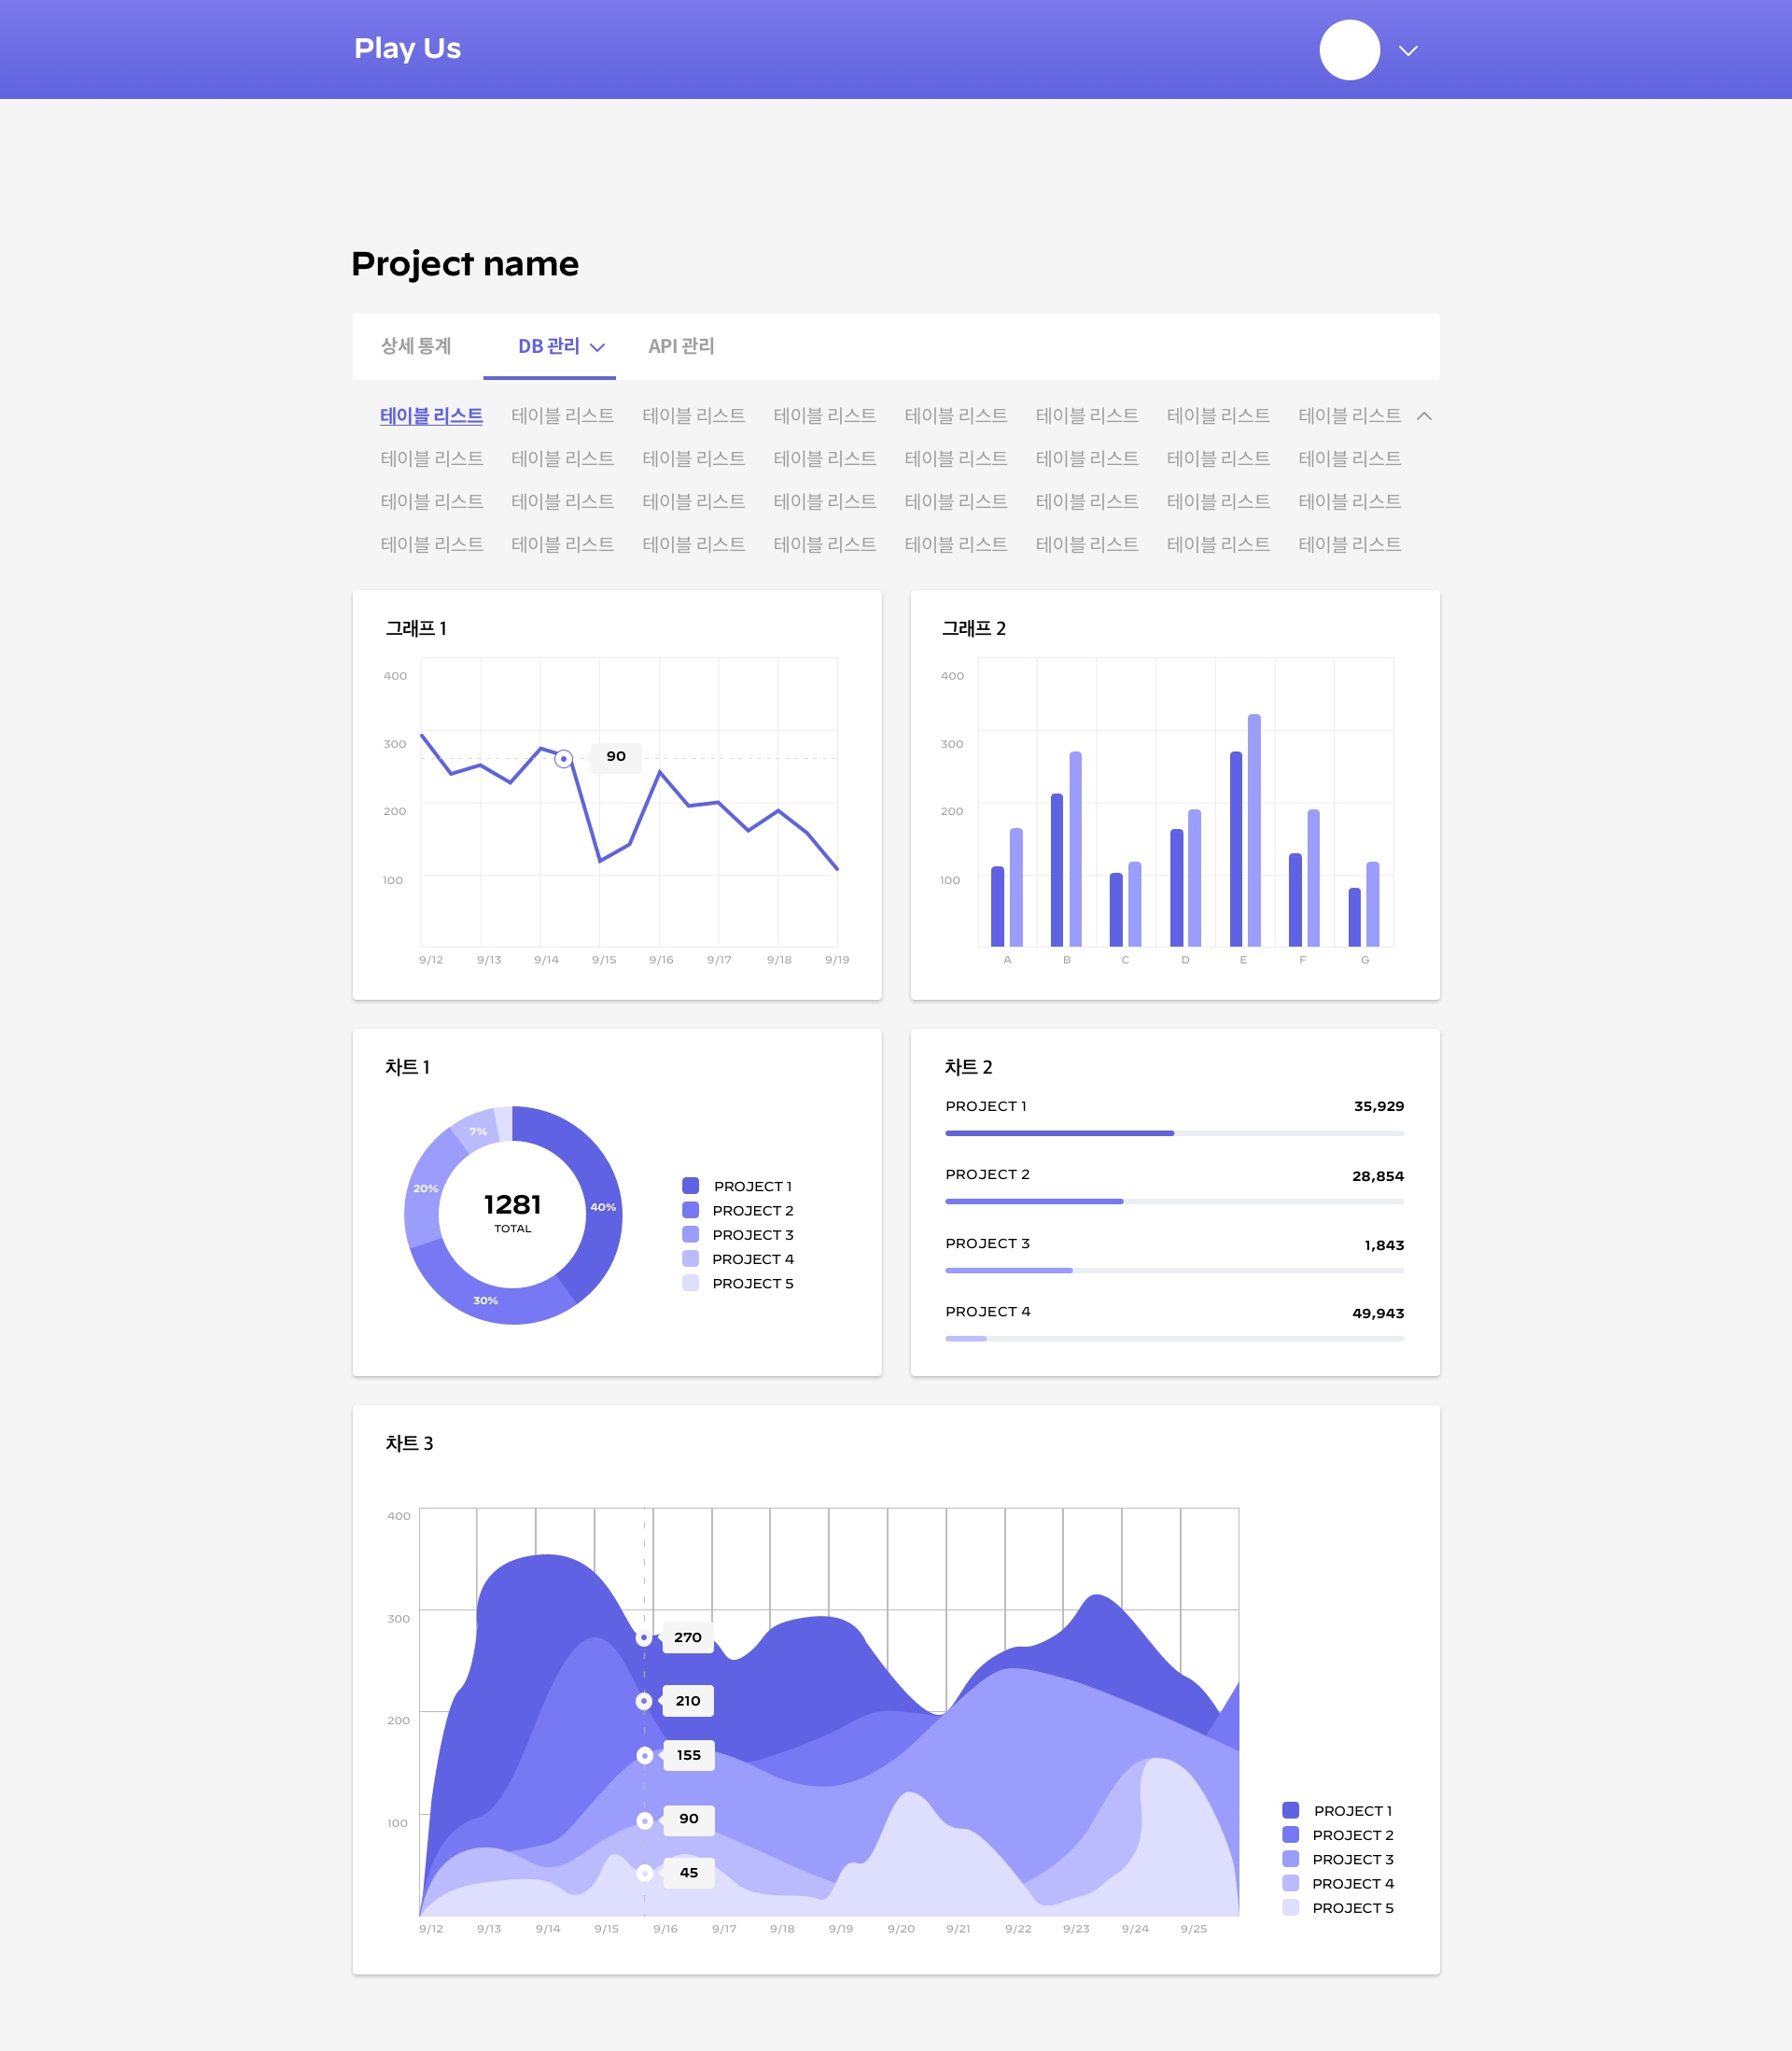 Play Us
Project name
상세 통계 DB 관리 API 관리
테이블 리스트 테이블 리스트 테이블 리스트 테이블 리스트 테이블 리스트 테이블 리스트 테이블 리스트 테이블 리스트
테이블 리스트 테이블 리스트 테이블 리스트 테이블 리스트 테이블 리스트 테이블 리스트 테이블 리스트 테이블 리스트
테이블 리스트 테이블 리스트 테이블 리스트 테이블 리스트 테이블 리스트 테이블 리스트 테이블 리스트 테이블 리스트
테이블 리스트 테이블 리스트 테이블 리스트 테이블 리스트 테이블 리스트 테이블 리스트 테이블 리스트 테이블 리스트
그래프 1
400
300
90
200
100
9/12 9/13 9/14 9/15 9/16 9/17 9/18 9/19
그래프 2
400
300
200
100
A B C D E F G
차트 1
7%
20%
40%
30%
1281
TOTAL
PROJECT 1
PROJECT 2
PROJECT 3
PROJECT 4
PROJECT 5
차트 2
PROJECT 1 35,929
PROJECT 2 28,854
PROJECT 3 1,843
PROJECT 4 49,943
차트 3
400
300
200
100
270
210
155
90
45
9/12 9/13 9/14 9/15 9/16 9/17 9/18 9/19 9/20 9/21 9/22 9/23 9/24 9/25
PROJECT 1
PROJECT 2
PROJECT 3
PROJECT 4
PROJECT 5